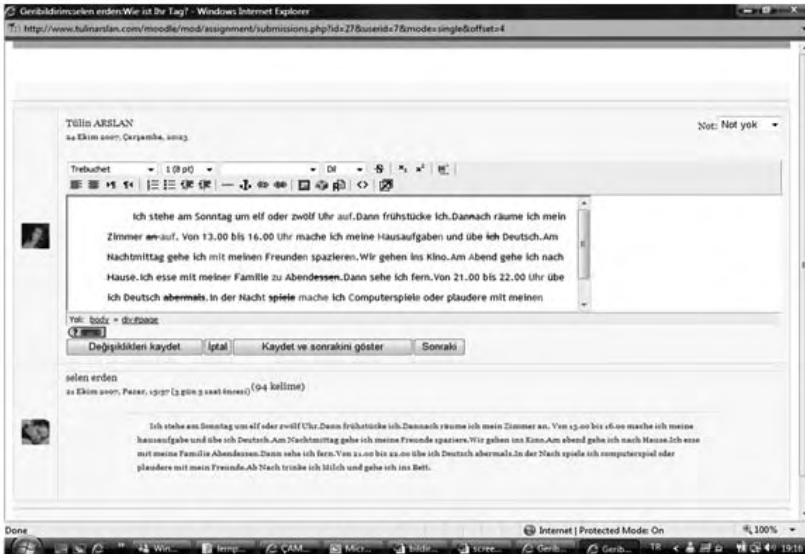 Geribildirim:selen erden:Wie ist Ihr Tag? - Windows Internet Explorer
http://www.tulinarslan.com/moodle/mod/assignment/submissions.php?id=27&userid=7&mode=single&offset=4
Tülin ARSLAN
Not: Not yok
24 Ekim 2007, Çarşamba,
Trebuchet 1 (8 pt) Dil
Ich stehe am Sonntag um elf oder zwölf Uhr auf.Dann frühstücke ich.Dannach räume ich mein
Zimmer an auf. Von 13.00 bis 16.00 Uhr mache ich meine Hausaufgaben und übe ich Deutsch.Am
Nachtmittag gehe ich mit meinen Freunden spazieren.Wir gehen ins Kino.Am Abend gehe ich nach
Hause.Ich esse mit meiner Familie zu Abendessen.Dann sehe ich fern.Von 21.00 bis 22.00 Uhr übe
ich Deutsch abermals.In der Nacht spiele mache ich Computerspiele oder plaudere mit meinen
Yol: body » div#page
Değişiklikleri kaydet İptal Kaydet ve sonrakini göster Sonraki
selen erden
21 Ekim 2007, Pazar, 15:57 (3 gün 3 saat öncesi) (94 kelime)
Ich stehe am Sonntag um elf oder zwölf Uhr.Dann frühstücke ich.Dannach räume ich mein Zimmer an. Von 13.00 bis 16.00 mache ich meine
hausaufgabe und übe ich Deutsch.Am Nachtmittag gehe ich meine Freunde spaziere.Wir gehen ins Kino.Am abend gehe ich nach Hause.Ich esse
mit meine Familie Abendessen.Dann sehe ich fern.Von 21.00 bis 22.00 übe ich Deutsch abermals.In der Nach spiele ich computerspiel oder
plaudere mit mein Freunde.Ab Nach trinke ich Milch und gehe ich ins Bett.
Done Internet | Protected Mode: On 100%
Win... ÇAM... Micr... bildir... scree... Gerib... Gerib... TR 19:10